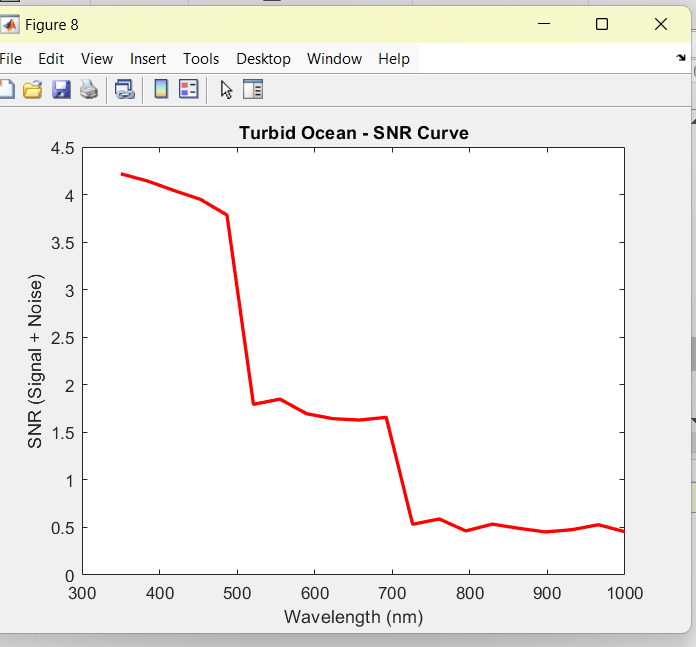 Figure 8
File Edit View Insert Tools Desktop Window Help
Turbid Ocean - SNR Curve
4.5
4
3.5
3
2.5
2
1.5
1
0.5
0
SNR (Signal + Noise)
300 400 500 600 700 800 900 1000
Wavelength (nm)